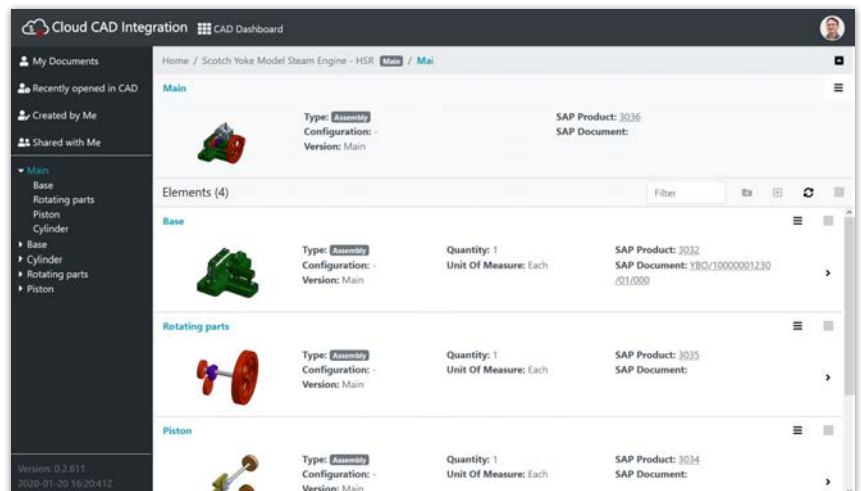 Cloud CAD Integration CAD Dashboard
My Documents
Recently opened in CAD
Created by Me
Shared with Me
Main
Base
Rotating parts
Piston
Cylinder
Base
Cylinder
Rotating parts
Piston
Version: 0.2.611
2020-01-20 16:20:41Z
Home / Scotch Yoke Model Steam Engine - HSR Main / Mai
Main
Type: Assembly
Configuration: -
Version: Main
SAP Product: 3036
SAP Document:
Elements (4)
Filter
Base
Type: Assembly
Configuration: -
Version: Main
Quantity: 1
Unit Of Measure: Each
SAP Product: 3032
SAP Document: YBO/10000001230
/01/000
Rotating parts
Type: Assembly
Configuration: -
Version: Main
Quantity: 1
Unit Of Measure: Each
SAP Product: 3035
SAP Document:
Piston
Type: Assembly
Configuration: -
Version: Main
Quantity: 1
Unit Of Measure: Each
SAP Product: 3034
SAP Document: